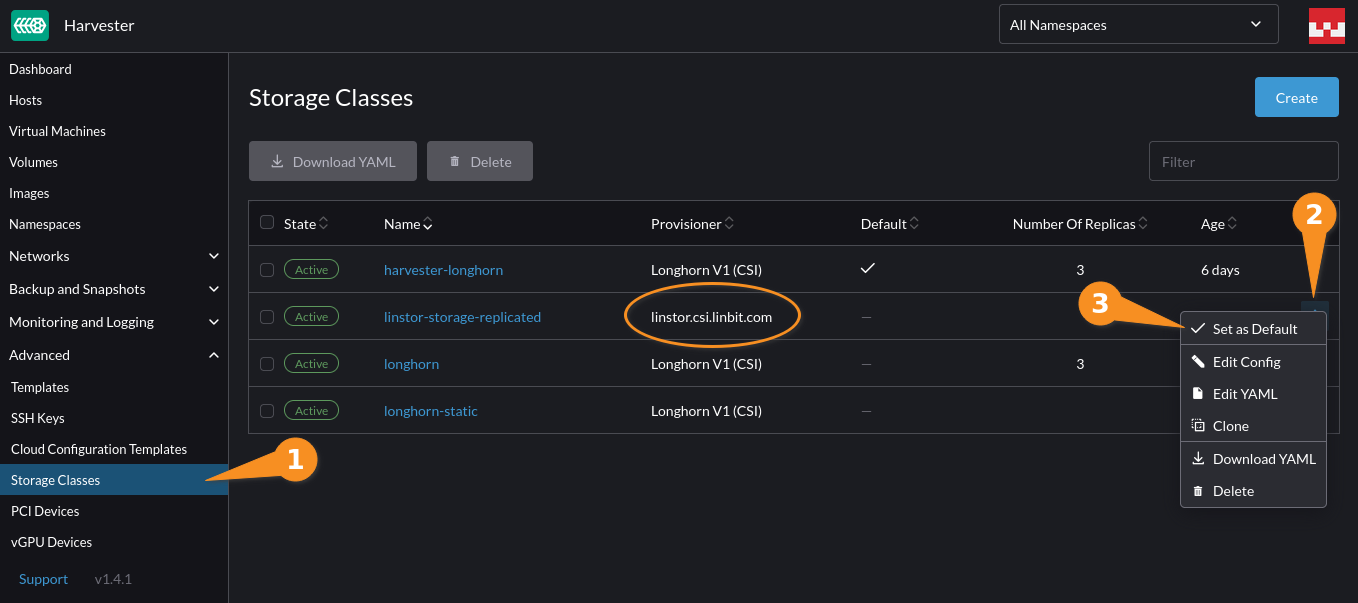 Harvester
All Namespaces
Dashboard
Hosts
Virtual Machines
Volumes
Images
Namespaces
Networks
Backup and Snapshots
Monitoring and Logging
Advanced
Templates
SSH Keys
Cloud Configuration Templates
Storage Classes
PCI Devices
vGPU Devices
Support v1.4.1
1
Storage Classes
Create
Download YAML Delete
Filter
2
State Name Provisioner Default Number Of Replicas Age
Active harvester-longhorn Longhorn V1 (CSI) 3 6 days
Active linstor-storage-replicated linstor.csi.linbit.com —
Active longhorn Longhorn V1 (CSI) — 3
Active longhorn-static Longhorn V1 (CSI) —
3
Set as Default
Edit Config
Edit YAML
Clone
Download YAML
Delete